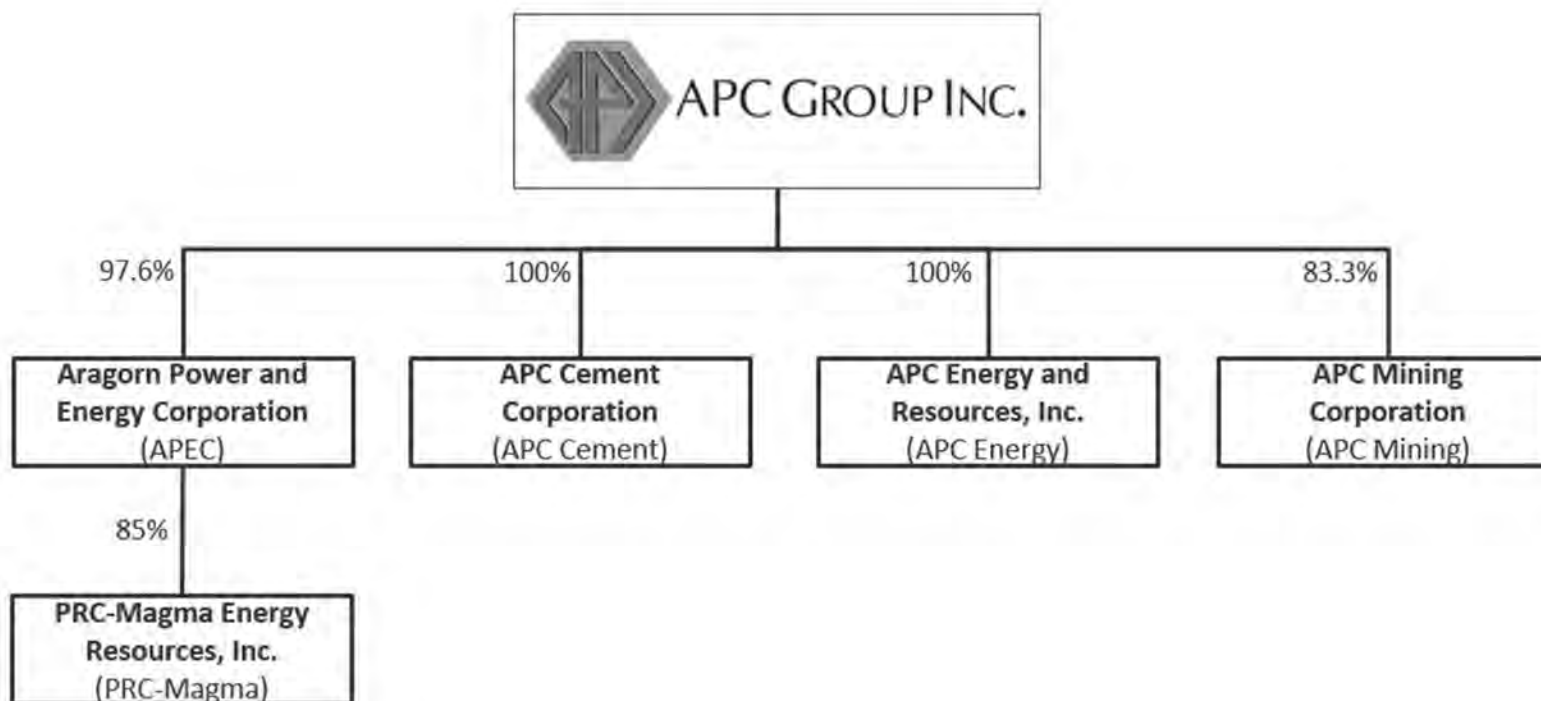 APC GROUP INC.
97.6%
100%
100%
83.3%
Aragorn Power and
Energy Corporation
(APEC)
APC Cement
Corporation
(APC Cement)
APC Energy and
Resources, Inc.
(APC Energy)
APC Mining
Corporation
(APC Mining)
85%
PRC-Magma Energy
Resources, Inc.
(PRC-Magma)